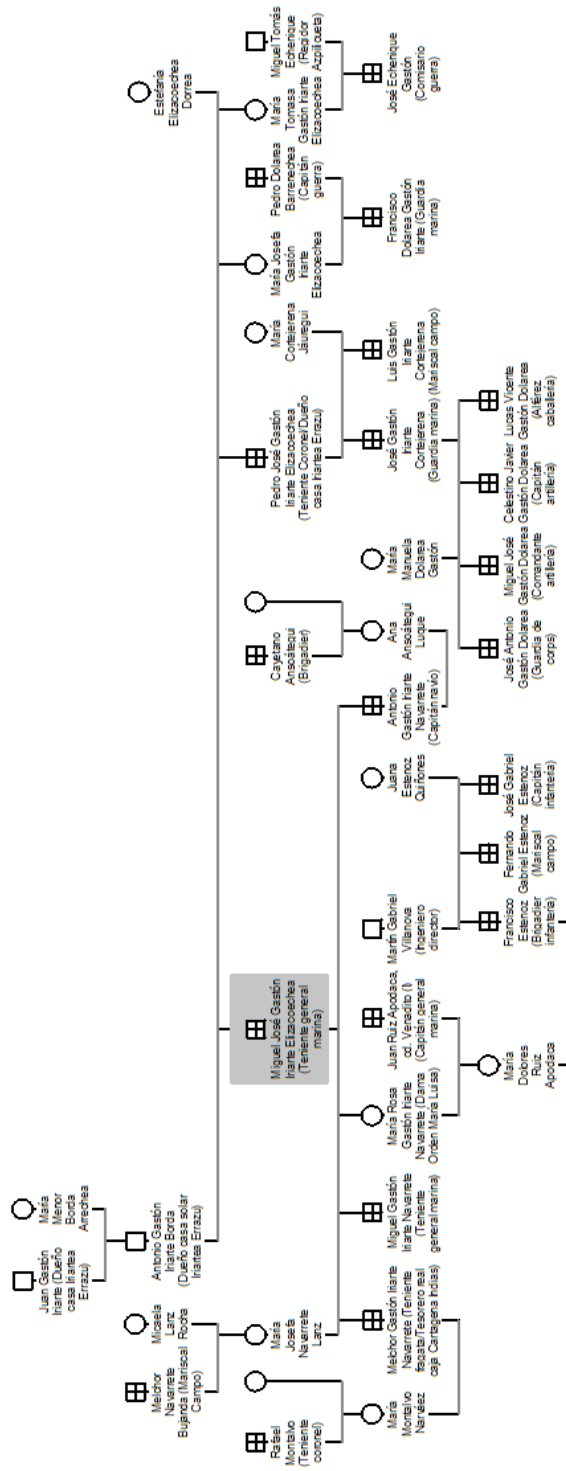 Juan Gastón
Iriarte (Dueño
casa Iriartea
Errazu)
María
Menor
Borda
Arrechea
Estefanía
Elizacoechea
Dorrea
Melchor
Navarrete
Bujanda (Mariscal
Campo)
Micaela
Lanz
Rocha
Antonio Gastón
Iriarte Borda
(Dueño casa solar
Iriartea Errazu)
Rafael
Montalvo
(Teniente
coronel)
María
Josefa
Navarrete
Lanz
Miguel José Gastón
Iriarte Elizacoechea
(Teniente general
marina)
Cayetano
Ansoátegui
(Brigadier)
Pedro José Gastón
Iriarte Elizacoechea
(Teniente Coronel/Dueño
casa Iriartea Errazu)
María
Cortejerena
Jáuregui
María Josefa
Gastón
Iriarte
Elizacoechea
Pedro Dolarea
Barrenechea
(Capitán
guerra)
María
Tomasa
Gastón Iriarte
Elizacoechea
Miguel Tomás
Echenique
(Regidor
Azpilicueta)
María
Montalvo
Narváez
Melchor Gastón Iriarte
Navarrete (Teniente
fragata/Tesorero real
caja Cartagena Indias)
Miguel Gastón
Iriarte Navarrete
(Teniente
general marina)
María Rosa
Gastón Iriarte
Navarrete (Dama
Orden María Luisa)
Juan Ruiz Apodaca,
cd. Venadito (I)
(Capitán general
marina)
Martín Gabriel
Villanova
(Ingeniero
director)
Juana
Estenoz
Quiñones
Antonio
Gastón Iriarte
Navarrete
(Capitán navío)
Ana
Ansoátegui
Luque
María
Manuela
Dolarea
Gastón
José Gastón
Iriarte
Cortejerena
(Guardia marina)
Luis Gastón
Iriarte
Cortejerena
(Mariscal campo)
Francisco
Dolarea Gastón
Iriarte (Guardia
marina)
José Echenique
Gastón
(Comisario
guerra)
María
Dolores
Ruiz
Apodaca
Francisco
Estenoz
(Brigadier
infantería)
Fernando
Gabriel Estenoz
(Mariscal
campo)
José Gabriel
Estenoz
(Capitán
infantería)
José Antonio
Gastón Dolarea
(Guardia de
corps)
Miguel José
Gastón Dolarea
(Comandante
artillería)
Celestino Javier
Gastón Dolarea
(Capitán
artillería)
Lucas Vicente
Gastón Dolarea
(Alférez
caballería)